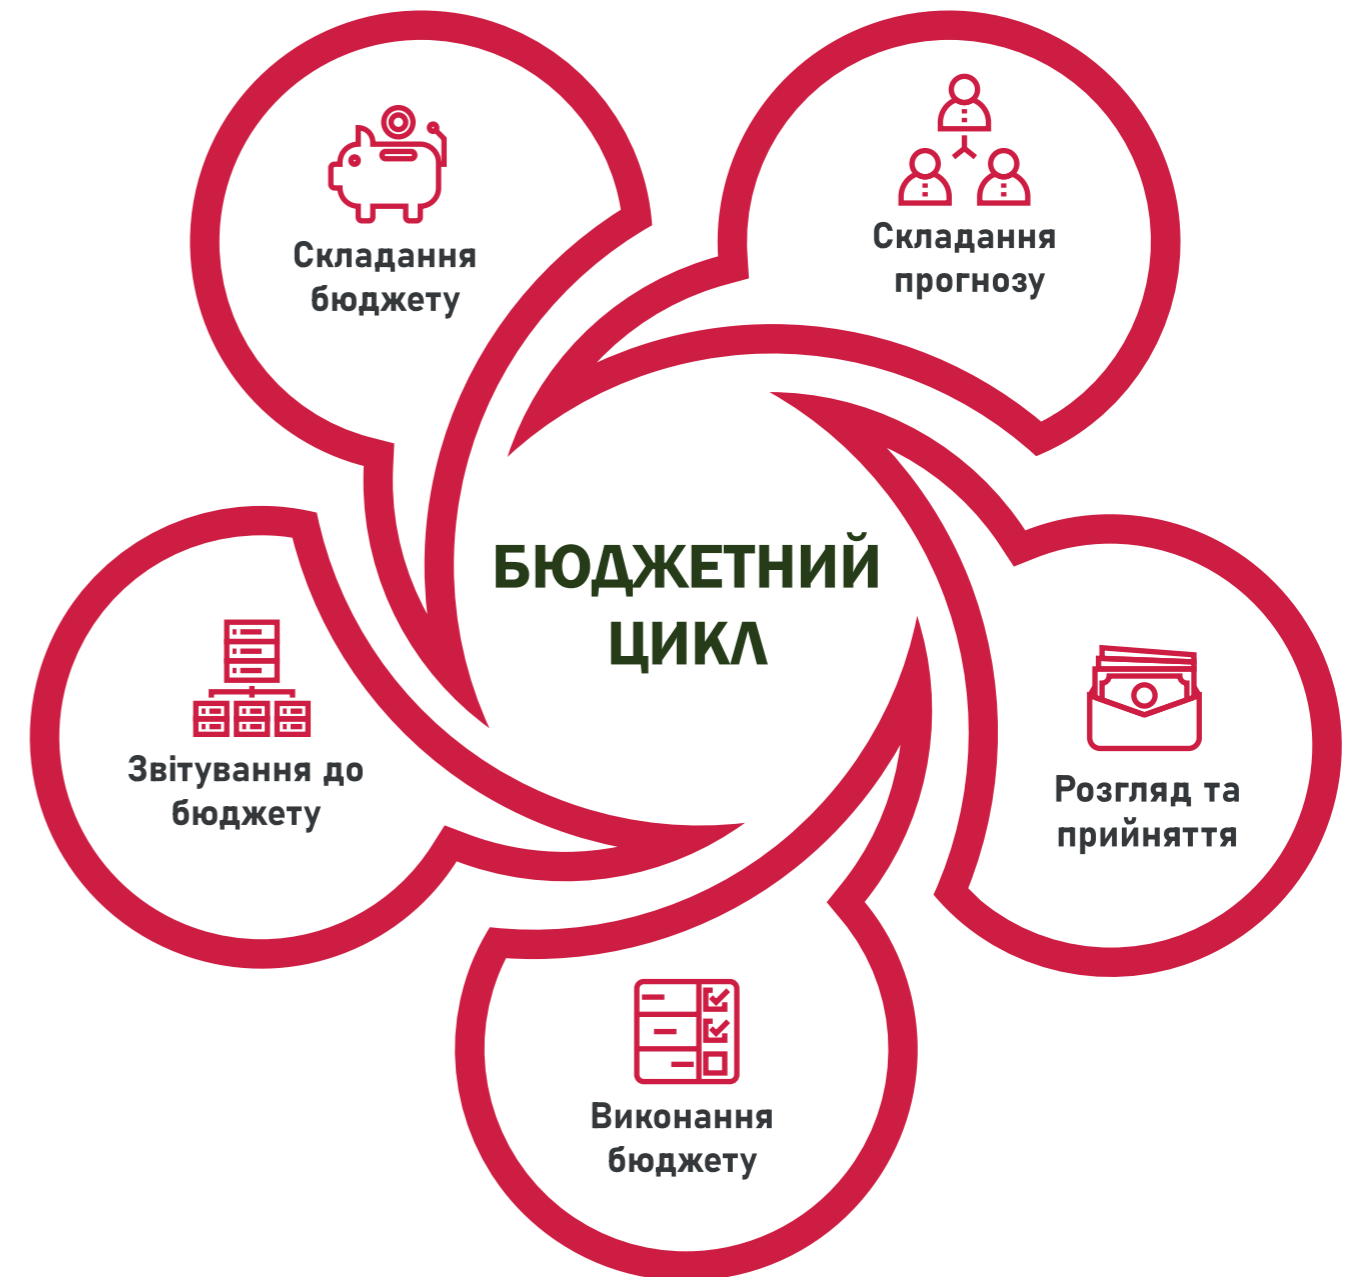 Складання
бюджету
Складання
прогнозу
БЮДЖЕТНИЙ
ЦИКЛ
Звітування до
бюджету
Розгляд та
прийняття
Виконання
бюджету